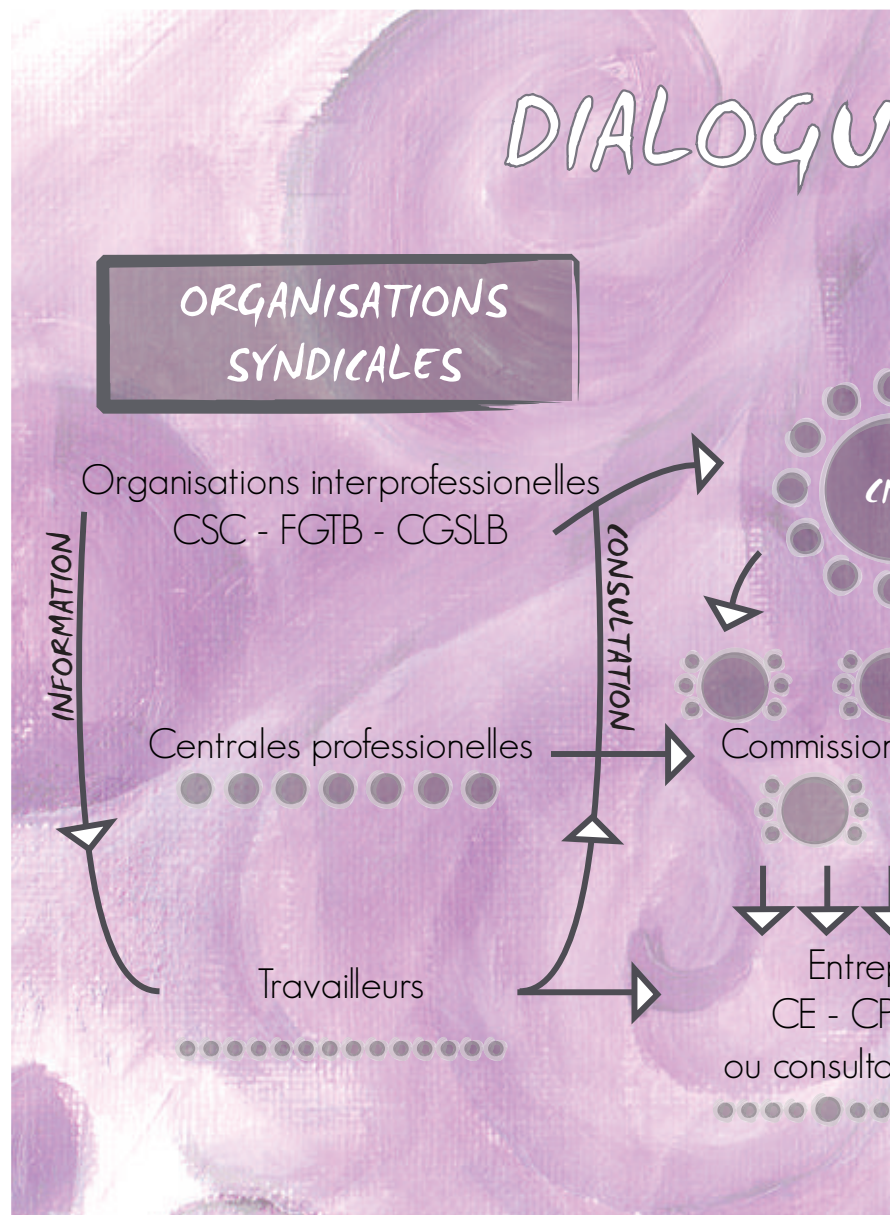 DIALOGU
ORGANISATIONS
SYNDICALES
Organisations interprofessionelles
CSC - FGTB - CGSLB
INFORMATION
CONSULTATION
Centrales professionelles
Commission
Travailleurs
Entrep
CE - CP
ou consulta